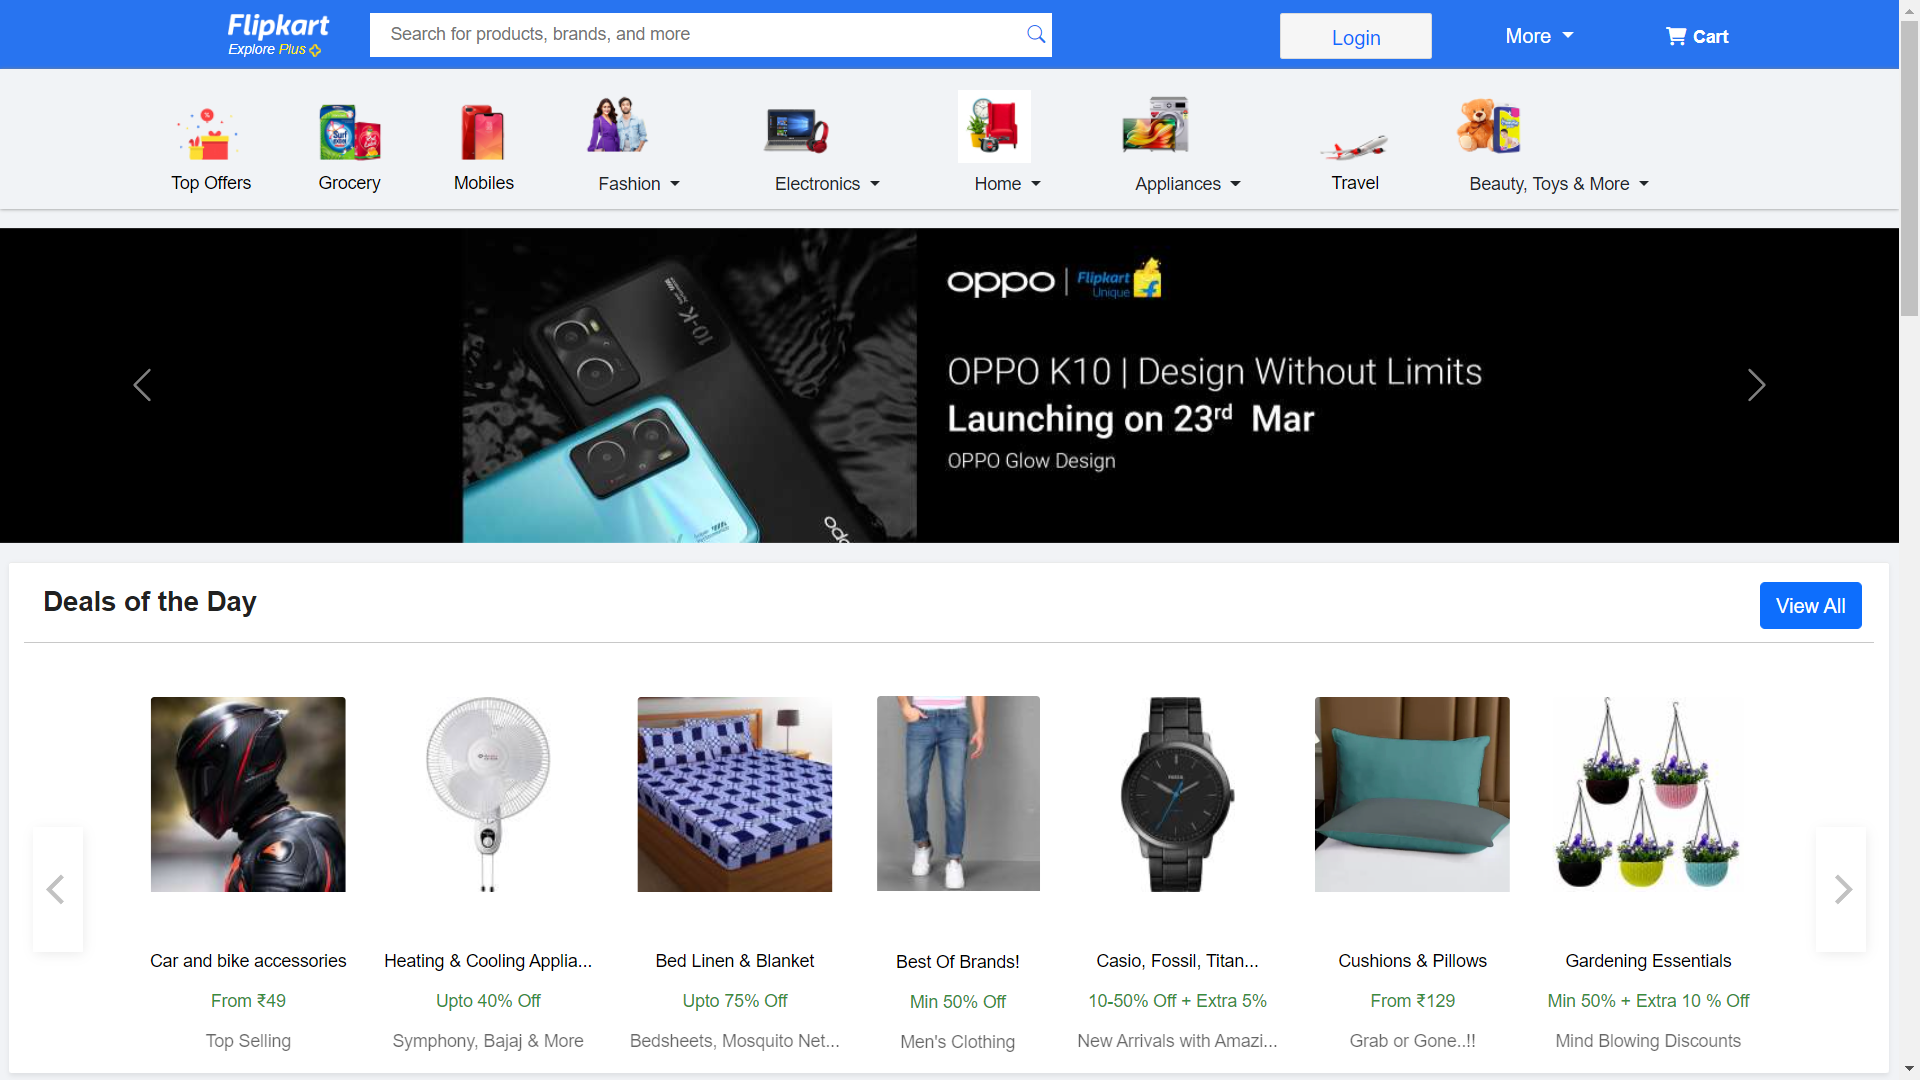 Flipkart
Explore Plus
Search for products, brands, and more
Login
More
Cart
Top Offers
Grocery
Mobiles
Fashion
Electronics
Home
Appliances
Travel
Beauty, Toys & More
oppo | Flipkart
Unique
10-K
OPPO K10 | Design Without Limits
Launching on 23rd Mar
OPPO Glow Design
Deals of the Day
View All
Car and bike accessories
Heating & Cooling Applia...
Bed Linen & Blanket
Best Of Brands!
Casio, Fossil, Titan...
Cushions & Pillows
Gardening Essentials
From ₹49
Upto 40% Off
Upto 75% Off
Min 50% Off
10-50% Off + Extra 5%
From ₹129
Min 50% + Extra 10 % Off
Top Selling
Symphony, Bajaj & More
Bedsheets, Mosquito Net...
Men's Clothing
New Arrivals with Amazi...
Grab or Gone..!!
Mind Blowing Discounts